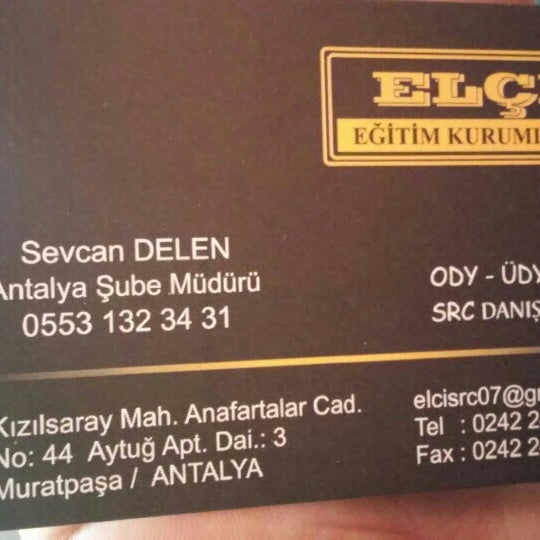 ELÇ
EĞİTİM KURUML
Sevcan DELEN
Antalya Şube Müdürü
0553 132 34 31
ODY - ÜDY
SRC DANIŞ
Kızılsaray Mah. Anafartalar Cad.
No: 44 Aytuğ Apt. Dai.: 3
Muratpaşa / ANTALYA
elcisrc07@g
Tel : 0242 2
Fax : 0242 2